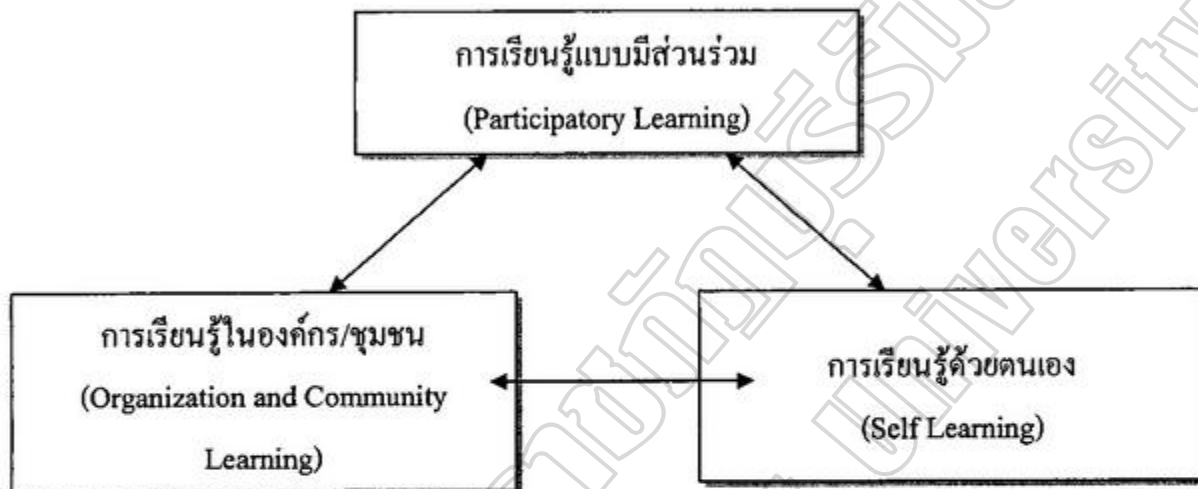 การเรียนรู้แบบมีส่วนร่วม
(Participatory Learning)
การเรียนรู้ในองค์กร/ชุมชน
(Organization and Community
Learning)
การเรียนรู้ด้วยตนเอง
(Self Learning)
University